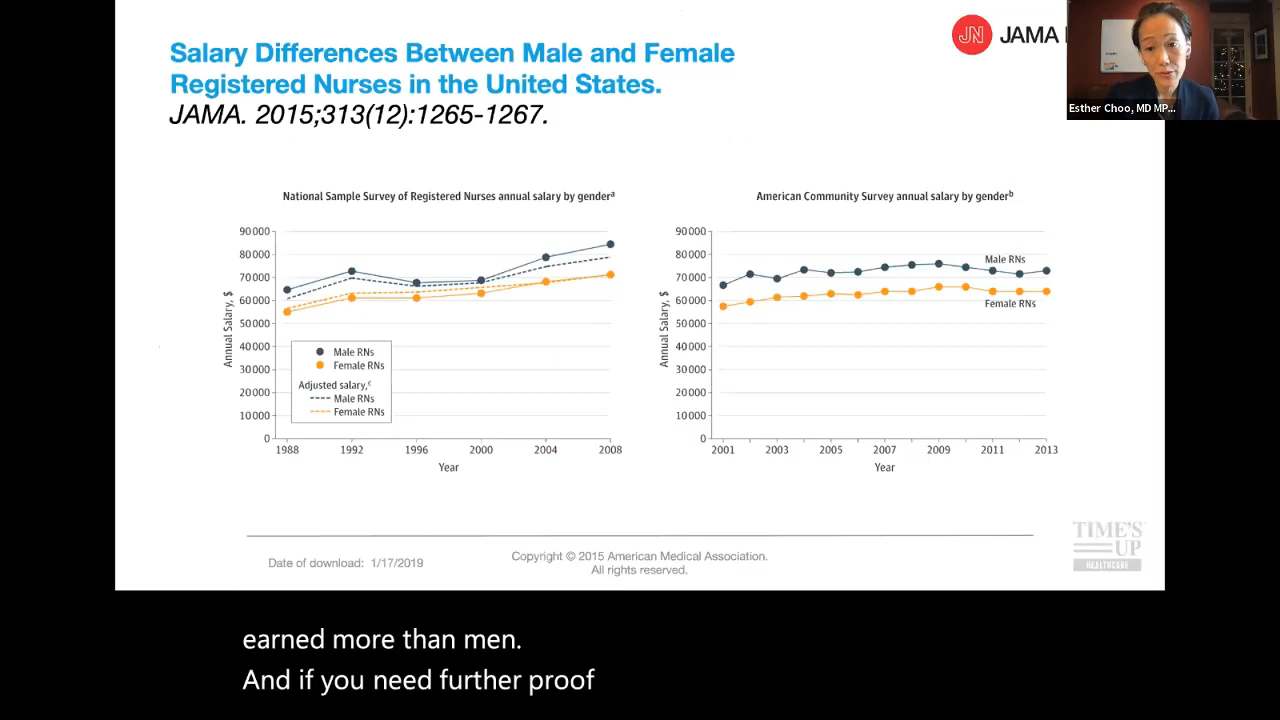 Salary Differences Between Male and Female
Registered Nurses in the United States.
JAMA. 2015;313(12):1265-1267.
JN JAMA
Esther Choo, MD MP...
National Sample Survey of Registered Nurses annual salary by genderᵃ
90000
80000
70000
60000
50000
40000
30000
20000
10000
0
Annual Salary, $
Male RNs
Female RNs
Adjusted salary,ᶜ
Male RNs
Female RNs
1988 1992 1996 2000 2004 2008
Year
American Community Survey annual salary by genderᵇ
90000
80000
70000
60000
50000
40000
30000
20000
10000
0
Annual Salary, $
Male RNs
Female RNs
2001 2003 2005 2007 2009 2011 2013
Year
Date of download: 1/17/2019
Copyright © 2015 American Medical Association.
All rights reserved.
TIME'S
UP
HEALTHCARE
earned more than men.
And if you need further proof